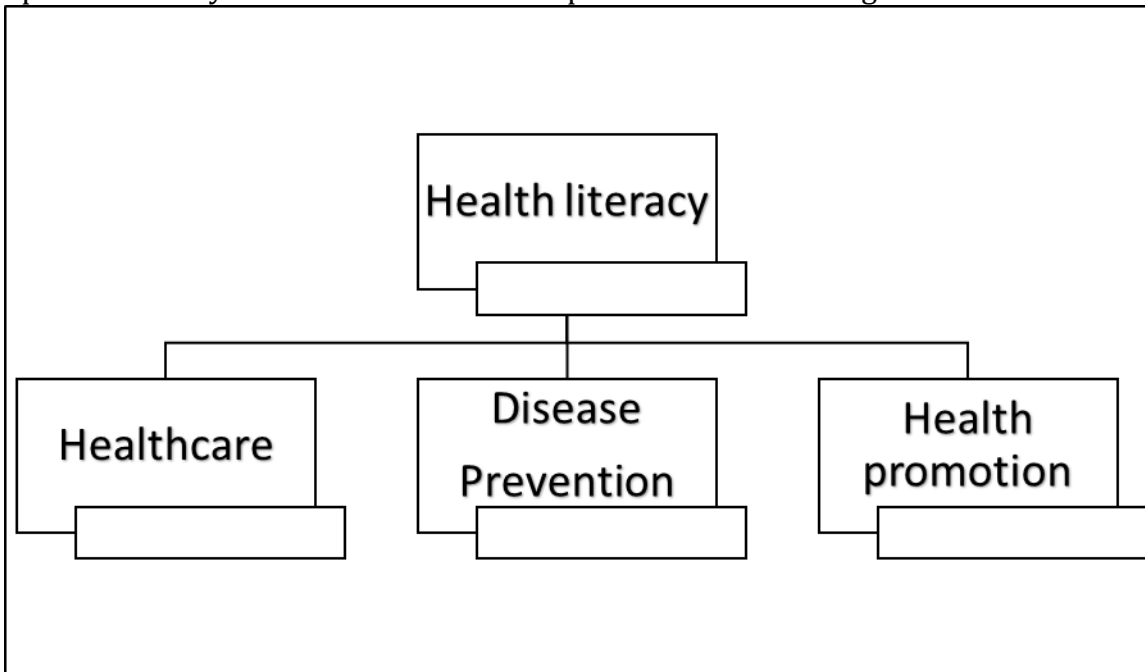 Health literacy
Healthcare
Disease
Prevention
Health
promotion